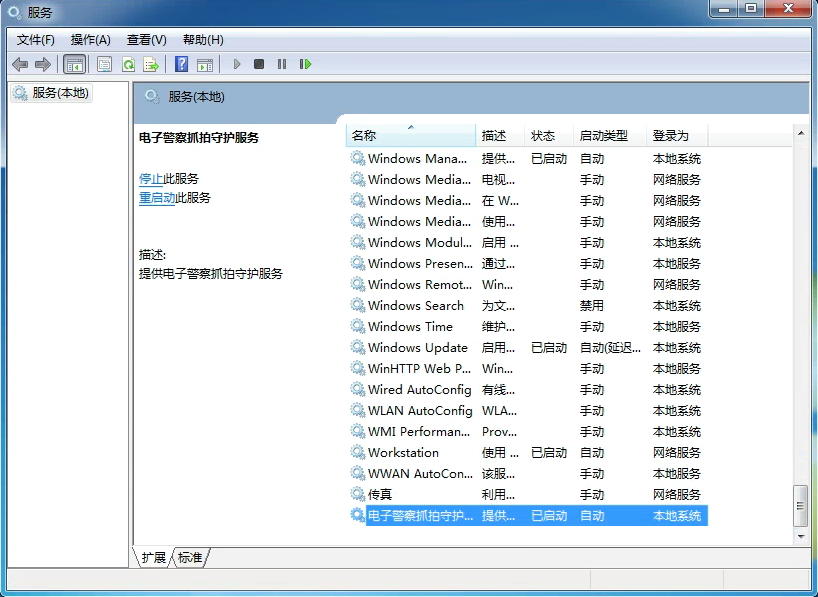 服务
文件(F) 操作(A) 查看(V) 帮助(H)
服务(本地)
服务(本地)
电子警察抓拍守护服务
停止此服务
重启动此服务
描述:
提供电子警察抓拍守护服务
名称 描述 状态 启动类型 登录为
Windows Mana... 提供... 已启动 自动 本地系统
Windows Media... 电视... 手动 网络服务
Windows Media... 在 W... 手动 网络服务
Windows Media... 使用... 手动 网络服务
Windows Modul... 启用 ... 手动 本地系统
Windows Presen... 通过... 手动 本地服务
Windows Remot... Win... 手动 网络服务
Windows Search 为文... 禁用 本地系统
Windows Time 维护... 手动 本地服务
Windows Update 启用... 已启动 自动(延迟... 本地系统
WinHTTP Web P... Win... 手动 本地服务
Wired AutoConfig 有线... 手动 本地系统
WLAN AutoConfig WLA... 手动 本地系统
WMI Performan... Prov... 手动 本地系统
Workstation 使用 ... 已启动 自动 网络服务
WWAN AutoCon... 该服... 手动 本地服务
传真 利用... 手动 网络服务
电子警察抓拍守护... 提供... 已启动 自动 本地系统
扩展 标准